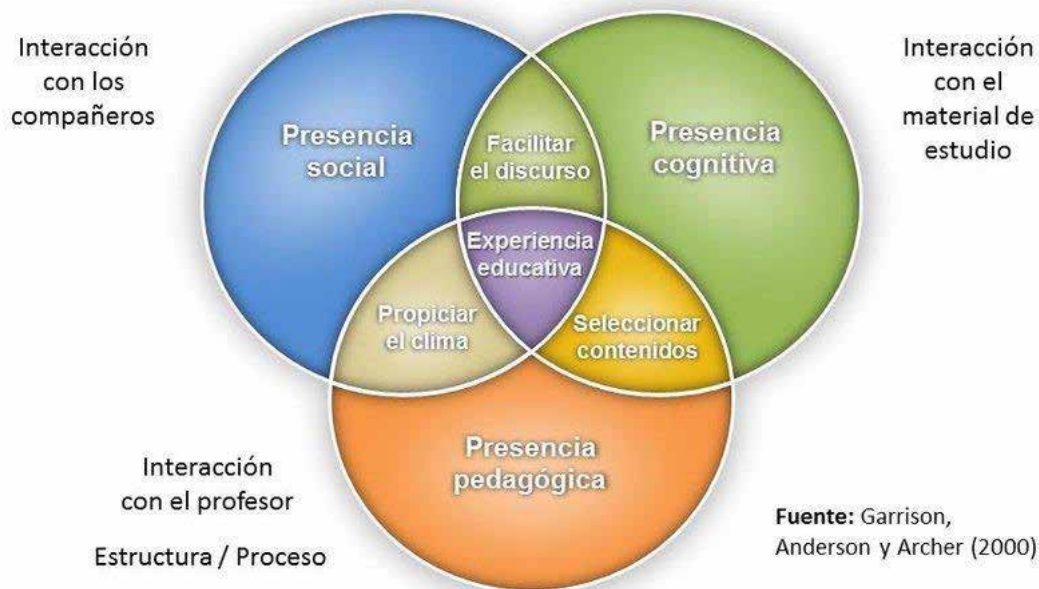 Interacción
con los
compañeros
Presencia
social
Facilitar
el discurso
Presencia
cognitiva
Interacción
con el
material de
estudio
Experiencia
educativa
Propiciar
el clima
Seleccionar
contenidos
Presencia
pedagógica
Interacción
con el profesor
Estructura / Proceso
Fuente: Garrison,
Anderson y Archer (2000)